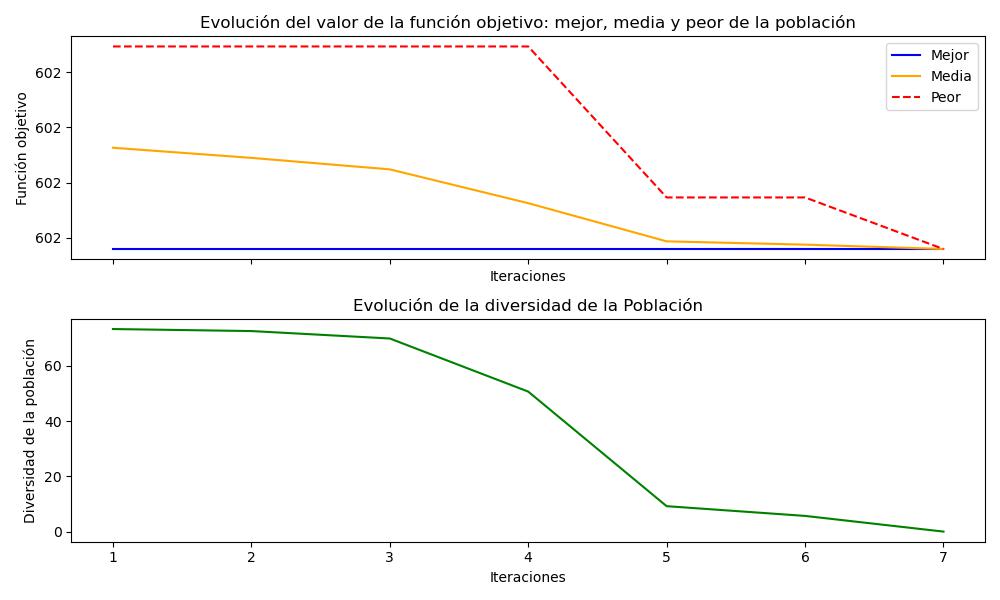 Evolución del valor de la función objetivo: mejor, media y peor de la población
Función objetivo
602
602
602
602
Mejor
Media
Peor
Iteraciones
Evolución de la diversidad de la Población
Diversidad de la población
60
40
20
0
1 2 3 4 5 6 7
Iteraciones